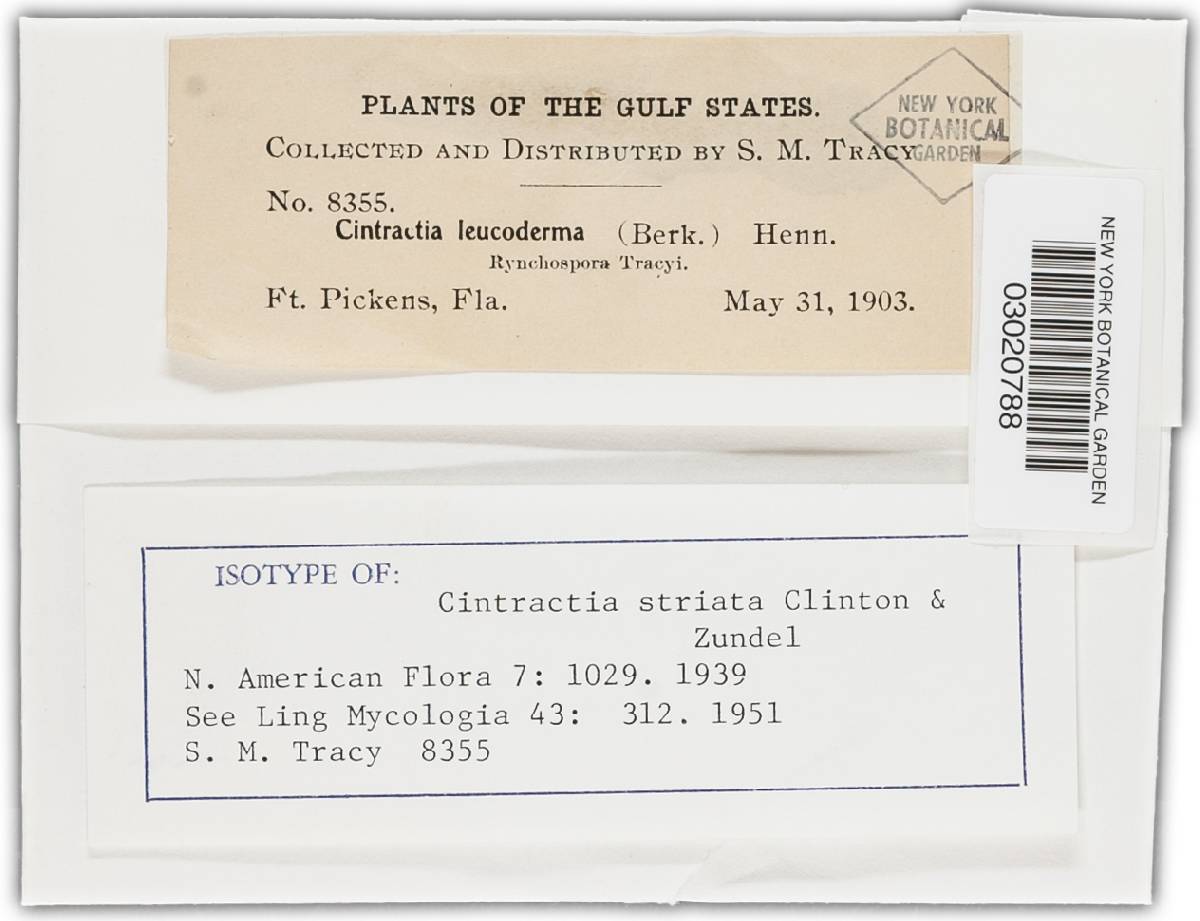 PLANTS OF THE GULF STATES.
COLLECTED AND DISTRIBUTED BY S. M. TRACY
NEW YORK
BOTANICAL
GARDEN
No. 8355.
Cintractia leucoderma (Berk.) Henn.
Rynchospora Tracyi.
Ft. Pickens, Fla. May 31, 1903.
NEW YORK BOTANICAL GARDEN
03020788
ISOTYPE OF:
Cintractia striata Clinton &
Zundel
N. American Flora 7: 1029. 1939
See Ling Mycologia 43: 312. 1951
S. M. Tracy 8355